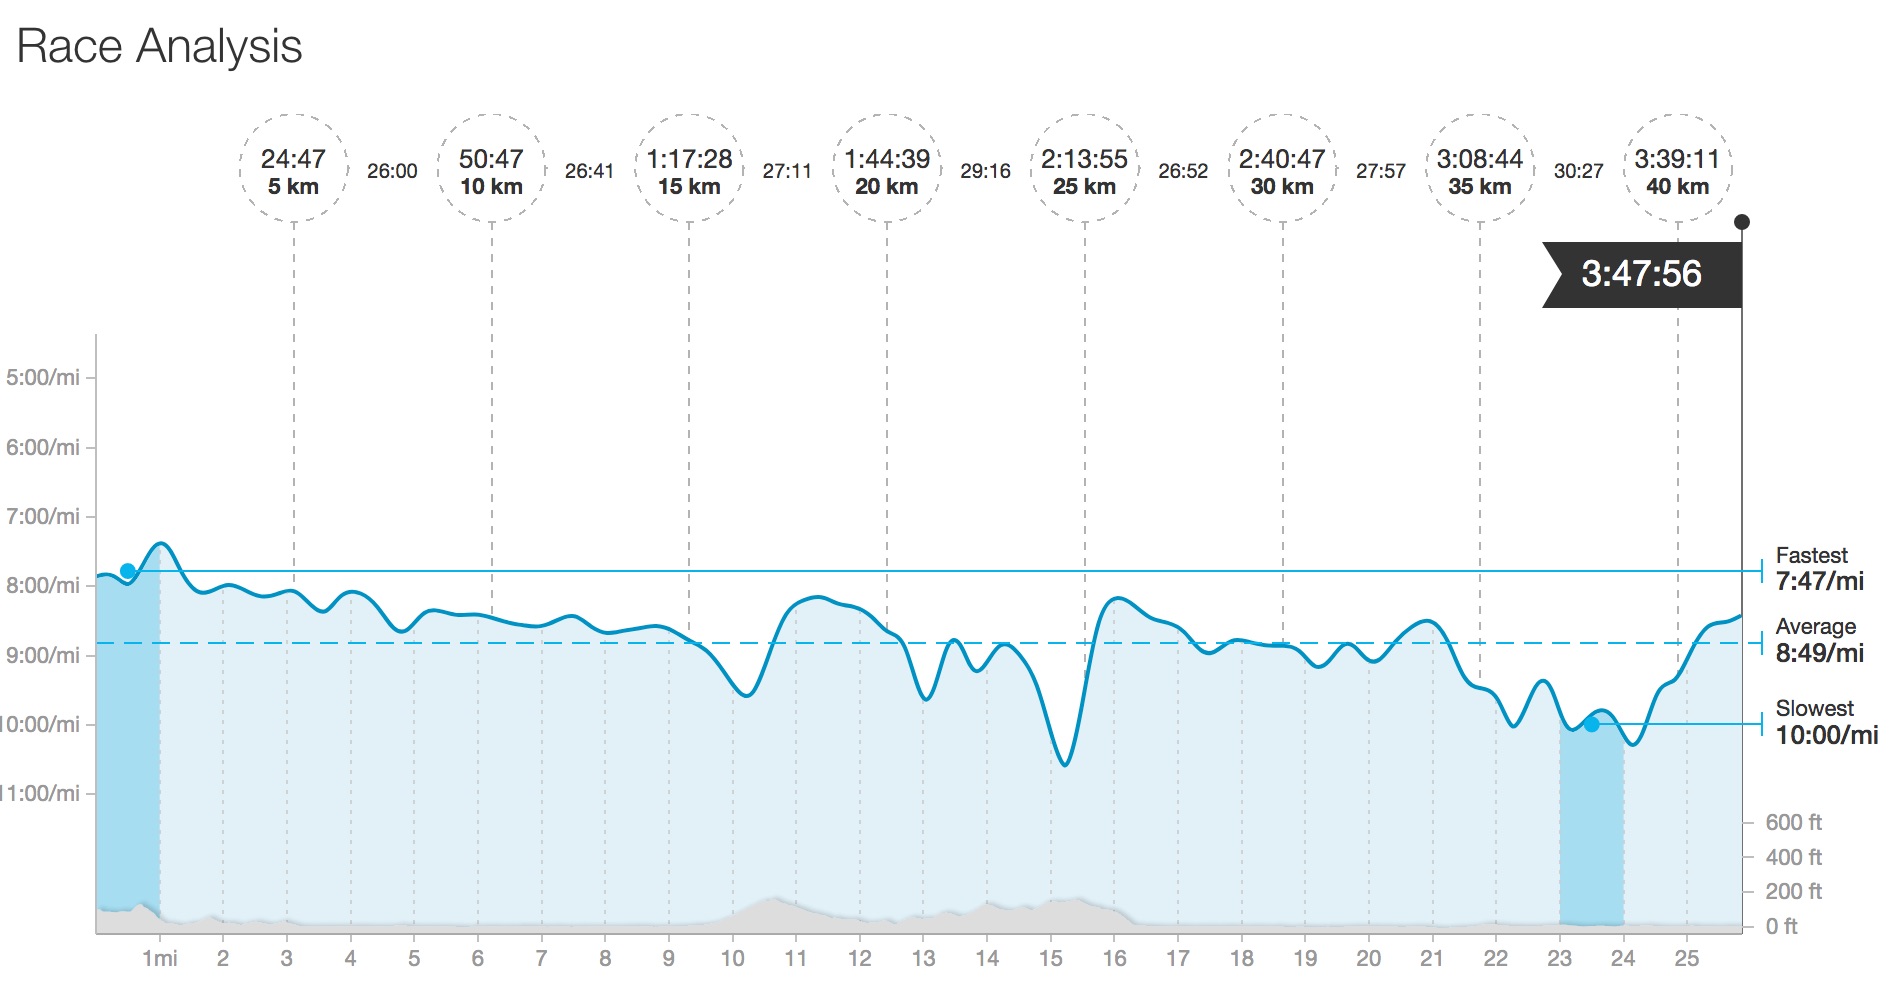 Race Analysis
24:47
5 km
26:00
50:47
10 km
26:41
1:17:28
15 km
27:11
1:44:39
20 km
29:16
2:13:55
25 km
26:52
2:40:47
30 km
27:57
3:08:44
35 km
30:27
3:39:11
40 km
3:47:56
5:00/mi
6:00/mi
7:00/mi
8:00/mi
9:00/mi
10:00/mi
11:00/mi
Fastest
7:47/mi
Average
8:49/mi
Slowest
10:00/mi
600 ft
400 ft
200 ft
0 ft
1mi 2 3 4 5 6 7 8 9 10 11 12 13 14 15 16 17 18 19 20 21 22 23 24 25